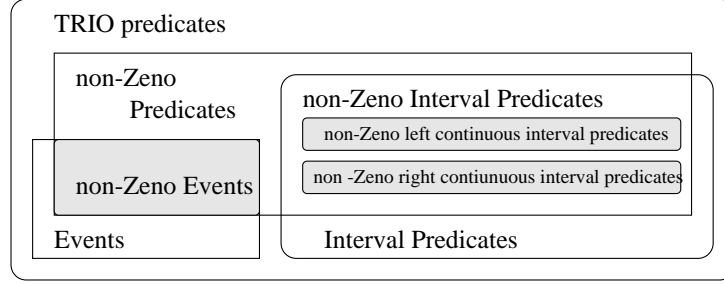 TRIO predicates
non-Zeno
Predicates
non-Zeno Interval Predicates
non-Zeno left continuous interval predicates
non -Zeno right contiunuous interval predicates
non-Zeno Events
Events
Interval Predicates